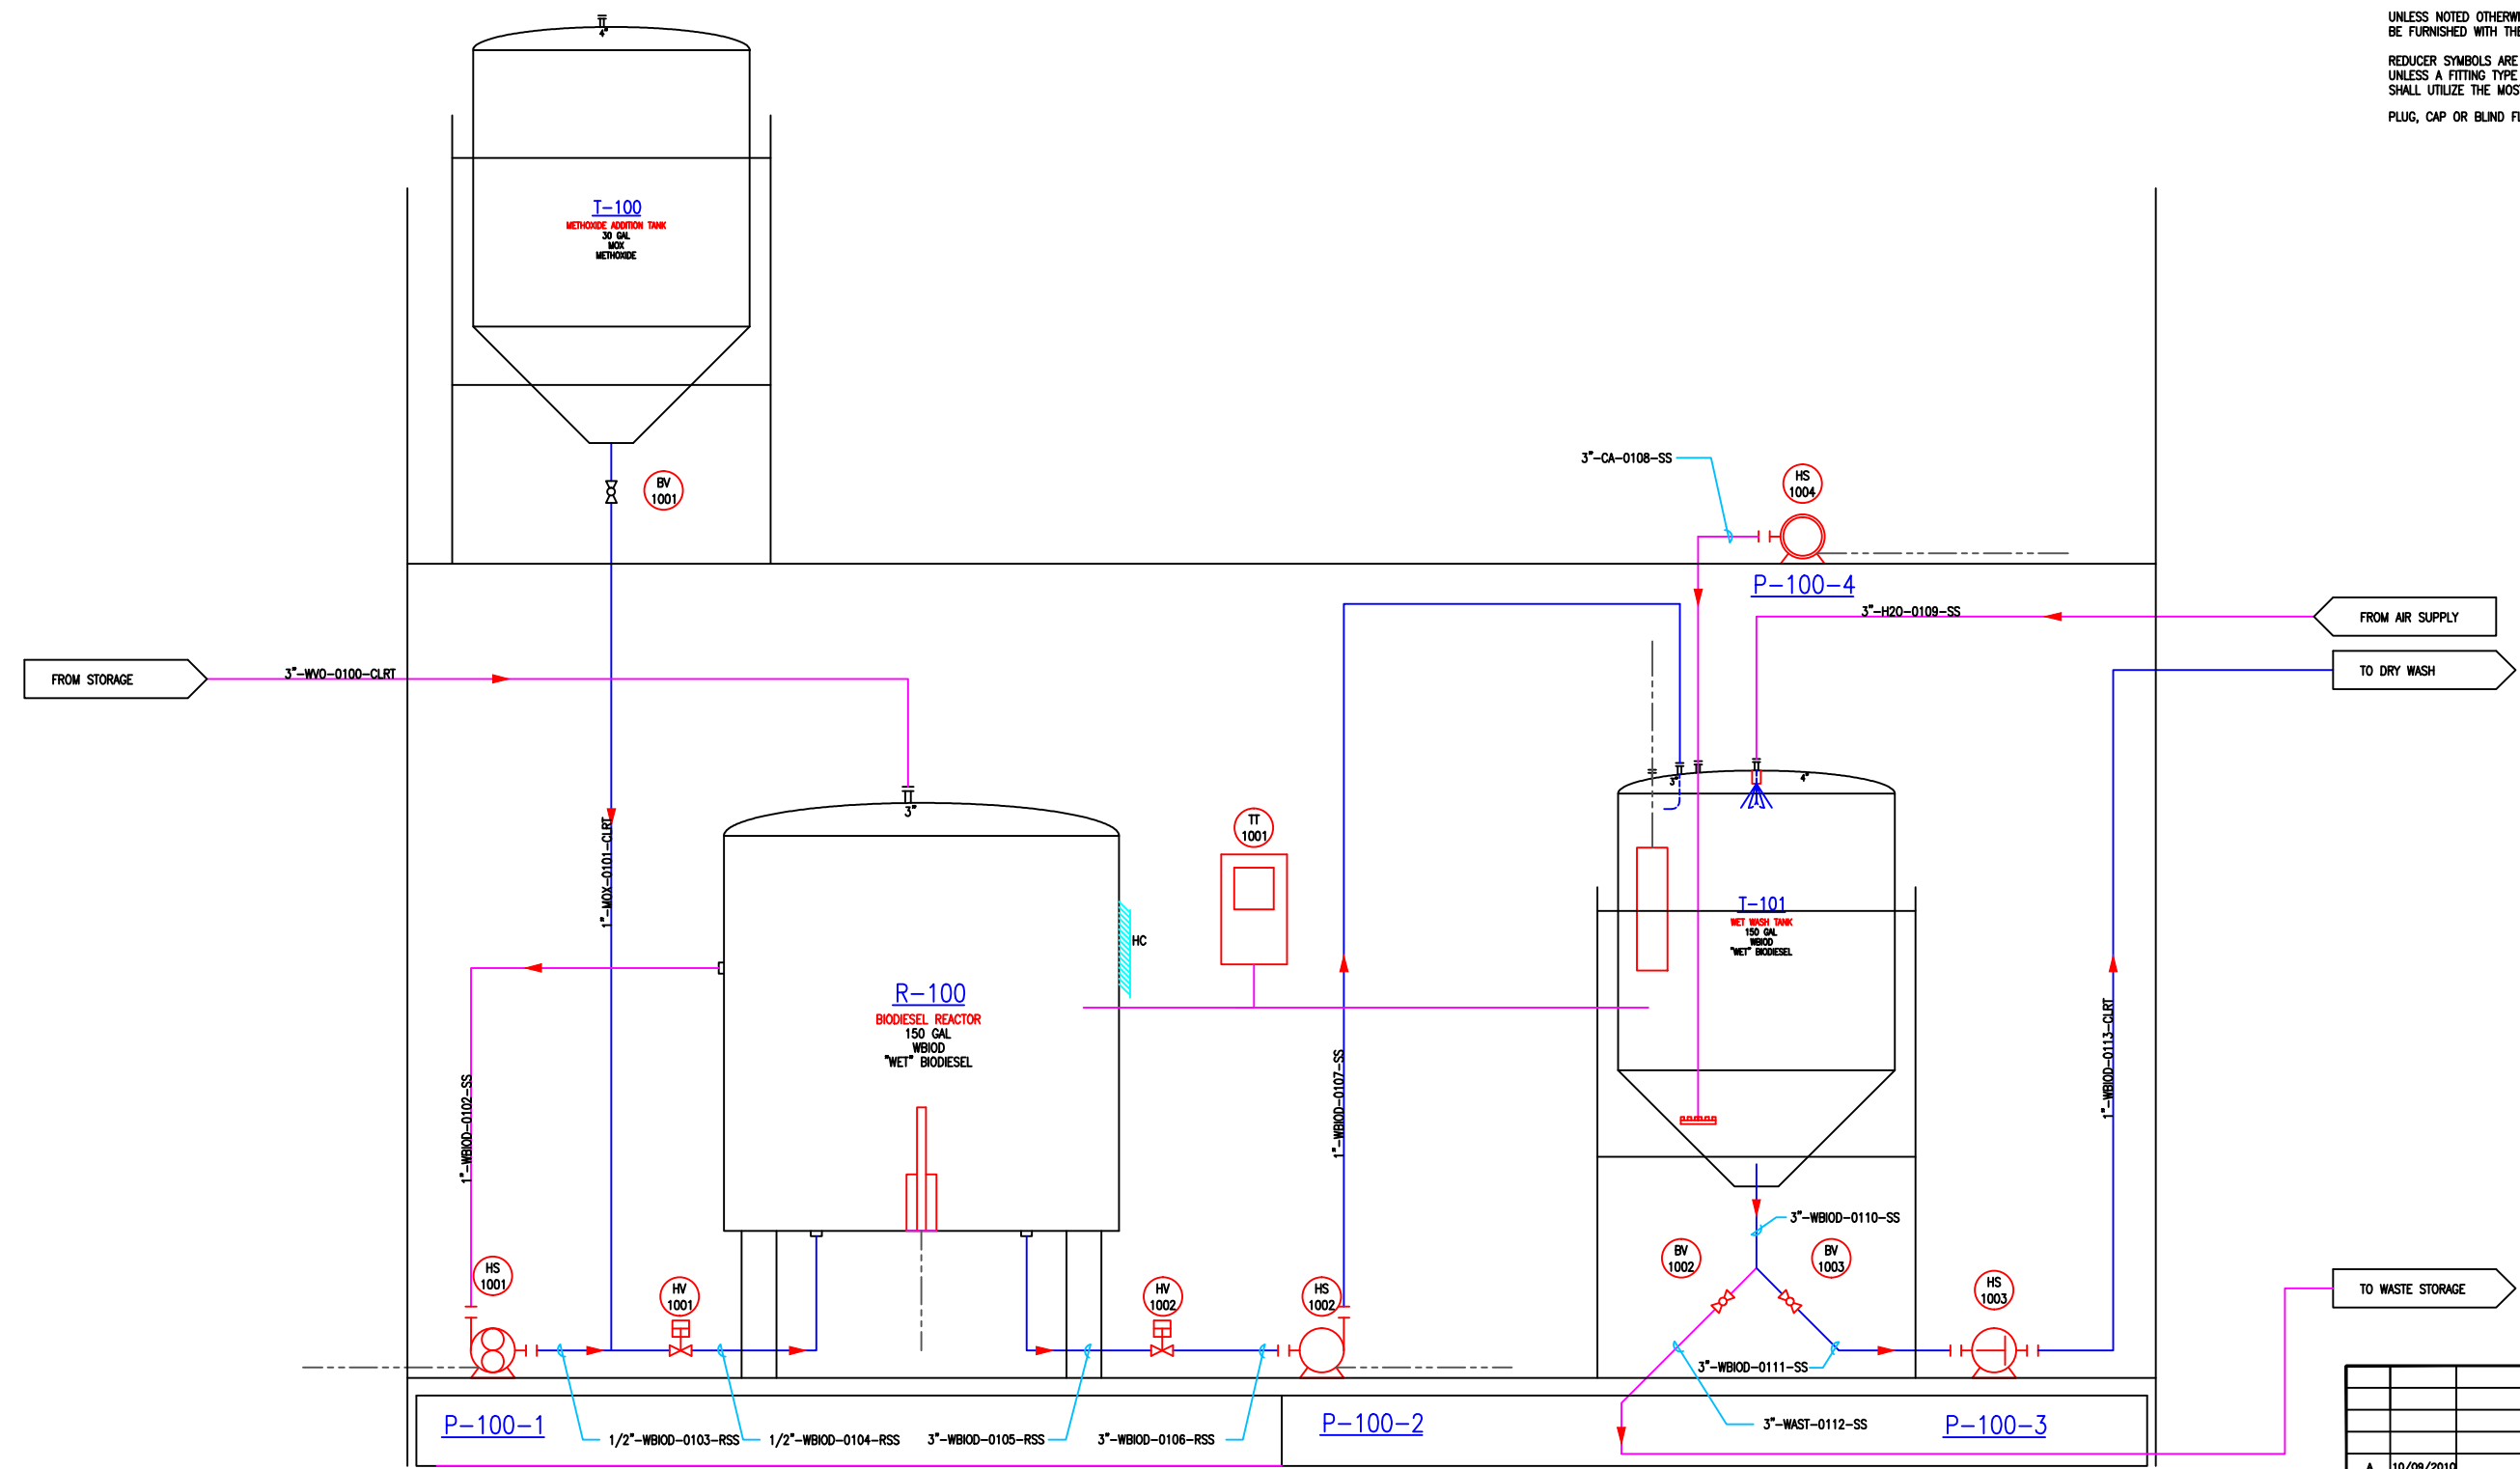 UNLESS NOTED
BE FURNISHED WITH
REDUCER SYMBOLS ARE
UNLESS A FITTING TYPE
SHALL UTILIZE THE
PLUG, CAP OR BLIND
4"
T-100
METHOXIDE ADDITION TANK
30 GAL
MOX
METHOXIDE
BV
1001
3"-CA-0108-SS
HS
1004
P-100-4
3"-H2O-0109-SS
FROM AIR SUPPLY
TO DRY WASH
FROM STORAGE
3"-WVO-0100-CLRT
3"
3"
4"
TT
1001
1"-MOX-0101-CLRT
HC
T-101
WET WASH TANK
150 GAL
WBIOD
"WET" BIODIESEL
R-100
BIODIESEL REACTOR
150 GAL
WBIOD
"WET" BIODIESEL
1"-WBIOD-0102-SS
1"-WBIOD-0107-SS
1"-WBIOD-0113-CLRT
3"-WBIOD-0110-SS
BV
1002
BV
1003
HS
1001
HV
1001
HV
1002
HS
1002
HS
1003
TO WASTE STORAGE
3"-WBIOD-0111-SS
P-100-1
1/2"-WBIOD-0103-RSS
1/2"-WBIOD-0104-RSS
3"-WBIOD-0105-RSS
3"-WBIOD-0106-RSS
P-100-2
3"-WAST-0112-SS
P-100-3
A 10/09/2010